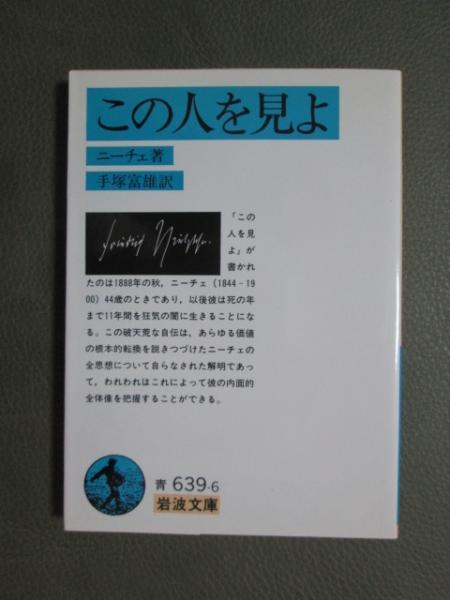 この人を見よ
ニーチェ著
手塚富雄訳
「この
人を見
よ」が
書かれ
たのは1888年の秋，ニーチェ（1844‐19
00）44歳のときであり，以後彼は死の年
まで11年間を狂気の闇に生きることにな
る。この破天荒な自伝は，あらゆる価値
の根本的転換を説きつづけたニーチェの
全思想について自らなされた解明であっ
て，われわれはこれによって彼の内面的
全体像を把握することができる。
青 639-6
岩波文庫